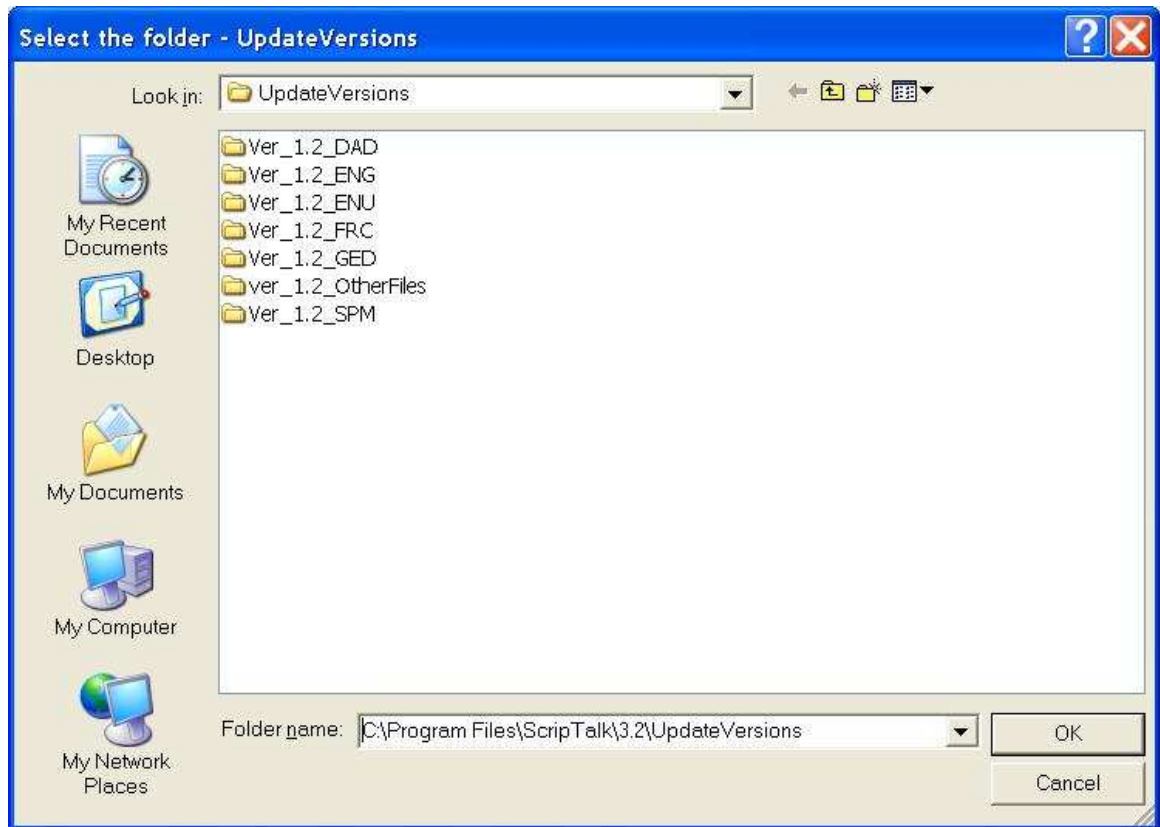 Select the folder - UpdateVersions
Look in:
UpdateVersions
My Recent
Documents
Desktop
My Documents
My Computer
My Network
Places
Ver_1.2_DAD
Ver_1.2_ENG
Ver_1.2_ENU
Ver_1.2_FRC
Ver_1.2_GED
ver_1.2_OtherFiles
Ver_1.2_SPM
Folder name:
C:\Program Files\ScripTalk\3.2\UpdateVersions
OK
Cancel